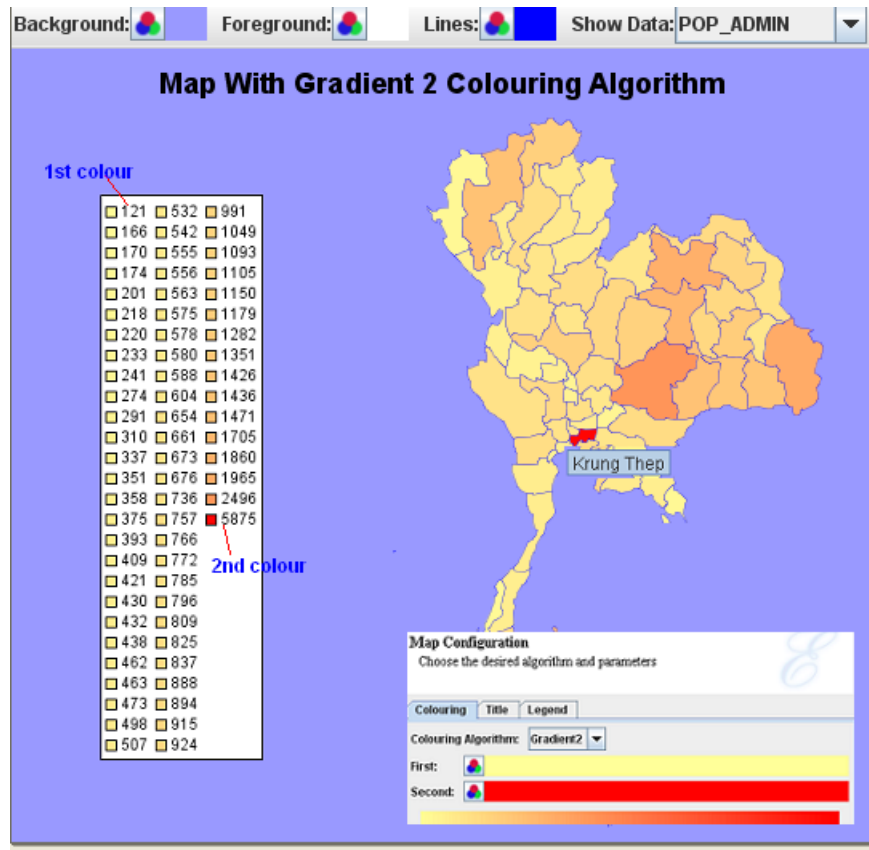 Background: Foreground: Lines: Show Data: POP_ADMIN
Map With Gradient 2 Colouring Algorithm
1st colour
121 532 991
166 542 1049
170 555 1093
174 556 1105
201 563 1150
218 575 1179
220 578 1282
233 580 1351
241 588 1426
274 604 1436
291 654 1471
310 661 1705
337 673 1860
351 676 1965
358 736 2496
375 757 5875
393 766
409 772
421 785
430 796
432 809
438 825
462 837
463 888
473 894
498 915
507 924
2nd colour
Krung Thep
Map Configuration
Choose the desired algorithm and parameters
Colouring Title Legend
Colouring Algorithm: Gradient2
First:
Second: